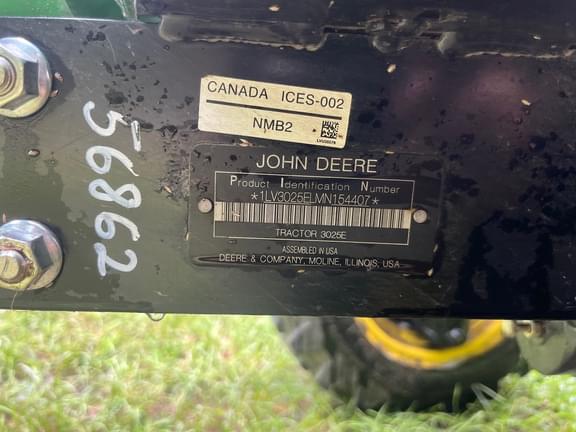 CANADA ICES-002
NMB2
JOHN DEERE
Product Identification Number
*1LV3025ELMN154407*
TRACTOR 3025E
ASSEMBLED IN USA
DEERE & COMPANY, MOLINE, ILLINOIS, USA
56862